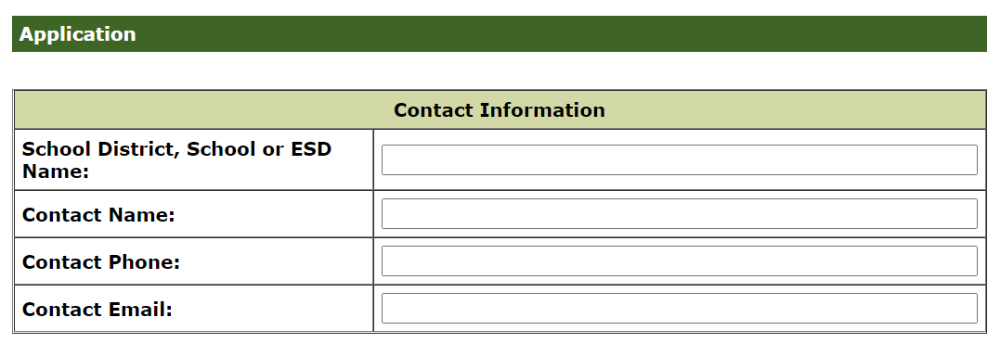 Application
Contact Information
School District, School or ESD
Name:
Contact Name:
Contact Phone:
Contact Email: